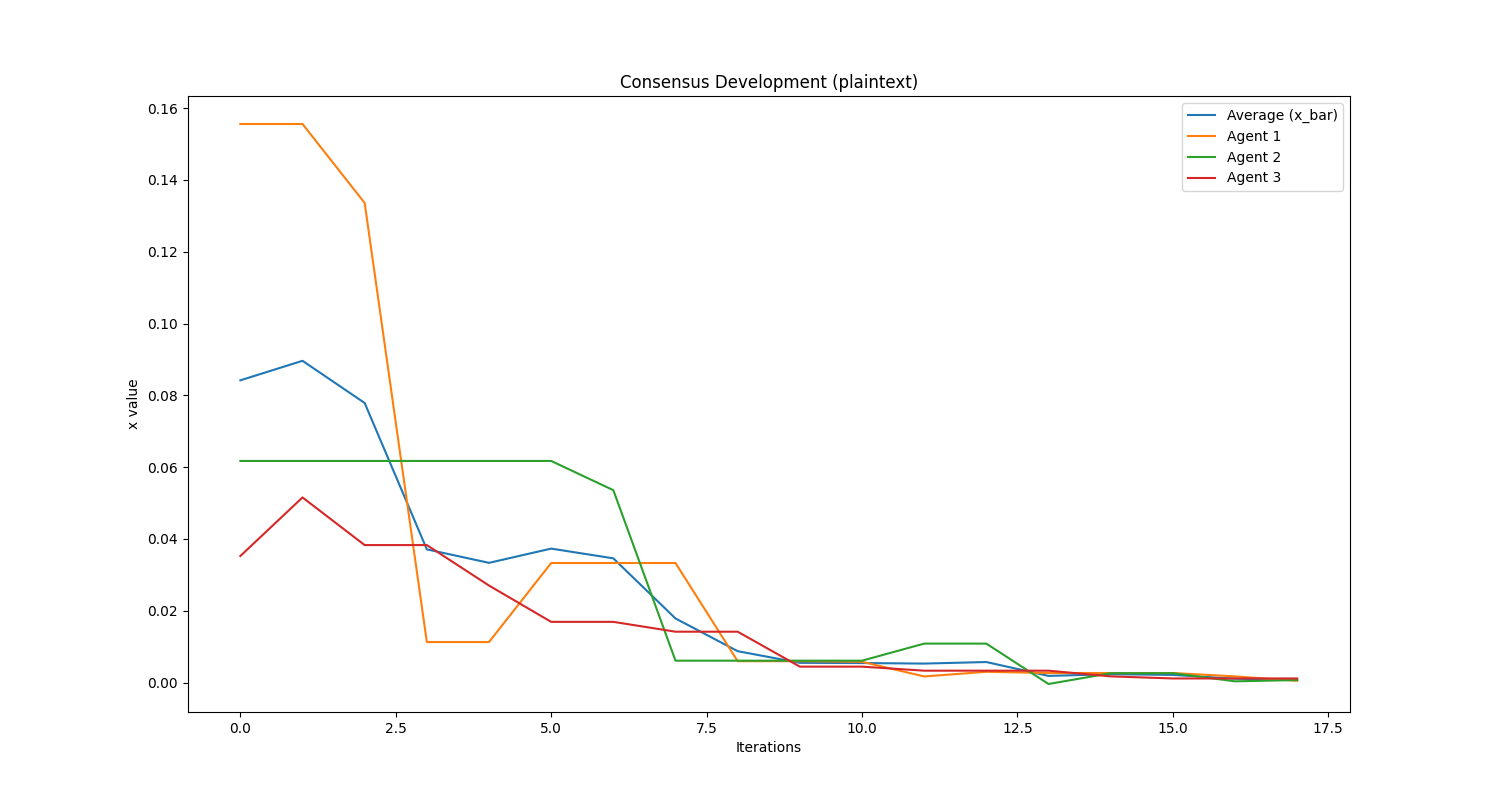 Consensus Development (plaintext)
Average (x_bar)
Agent 1
Agent 2
Agent 3
x value
0.16
0.14
0.12
0.10
0.08
0.06
0.04
0.02
0.00
0.0 2.5 5.0 7.5 10.0 12.5 15.0 17.5
Iterations